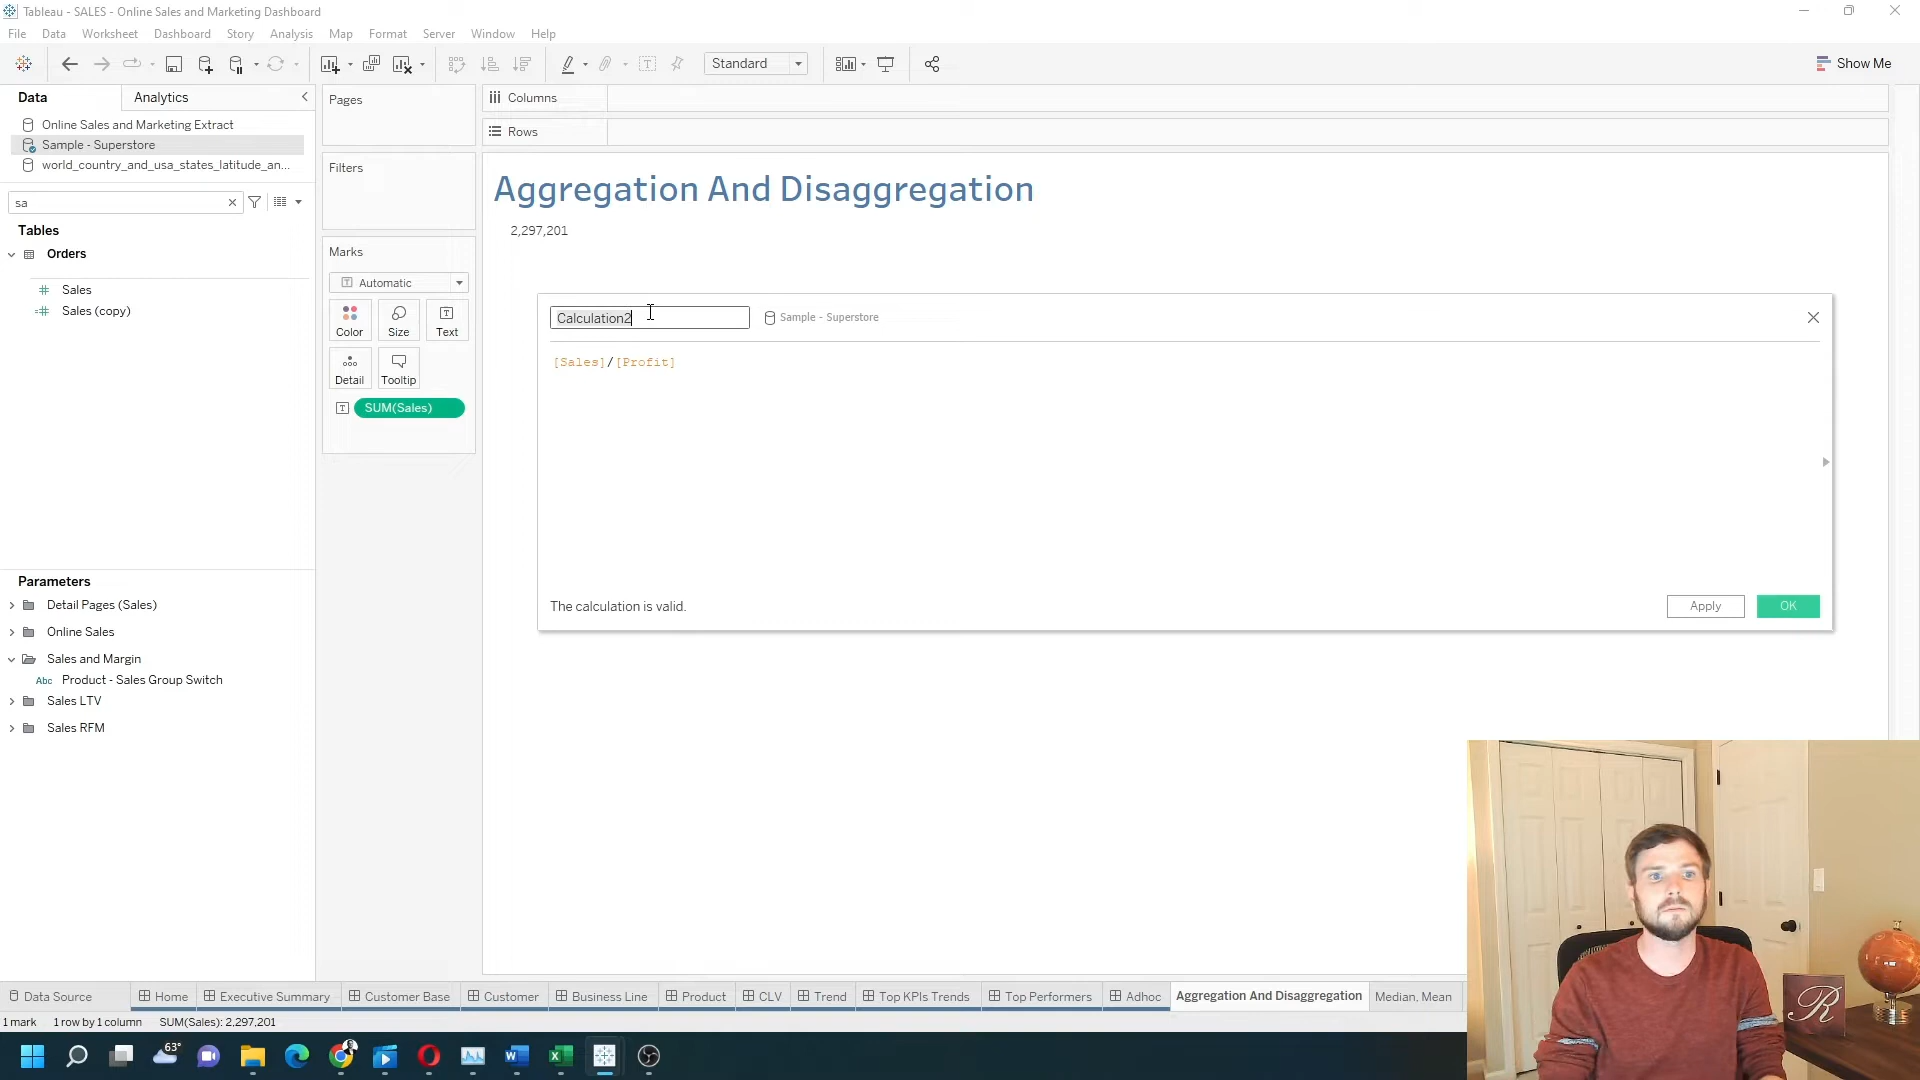 Tableau - SALES - Online Sales and Marketing Dashboard
File Data Worksheet Dashboard Story Analysis Map Format Server Window Help
Standard
Show Me
Data
Analytics
Online Sales and Marketing Extract
Sample - Superstore
world_country_and_usa_states_latitude_an...
sa
Tables
Orders
Sales
Sales (copy)
Parameters
Detail Pages (Sales)
Online Sales
Sales and Margin
Abc Product - Sales Group Switch
Sales LTV
Sales RFM
Pages
Filters
Marks
Automatic
Color Size Text
Detail Tooltip
SUM(Sales)
Columns
Rows
Aggregation And Disaggregation
2,297,201
Calculation2
Sample - Superstore
[Sales]/[Profit]
The calculation is valid.
Apply
OK
Data Source Home Executive Summary Customer Base Customer Business Line Product CLV Trend Top KPIs Trends Top Performers Adhoc Aggregation And Disaggregation Median, Mean
1 mark 1 row by 1 column SUM(Sales): 2,297,201
63°
R